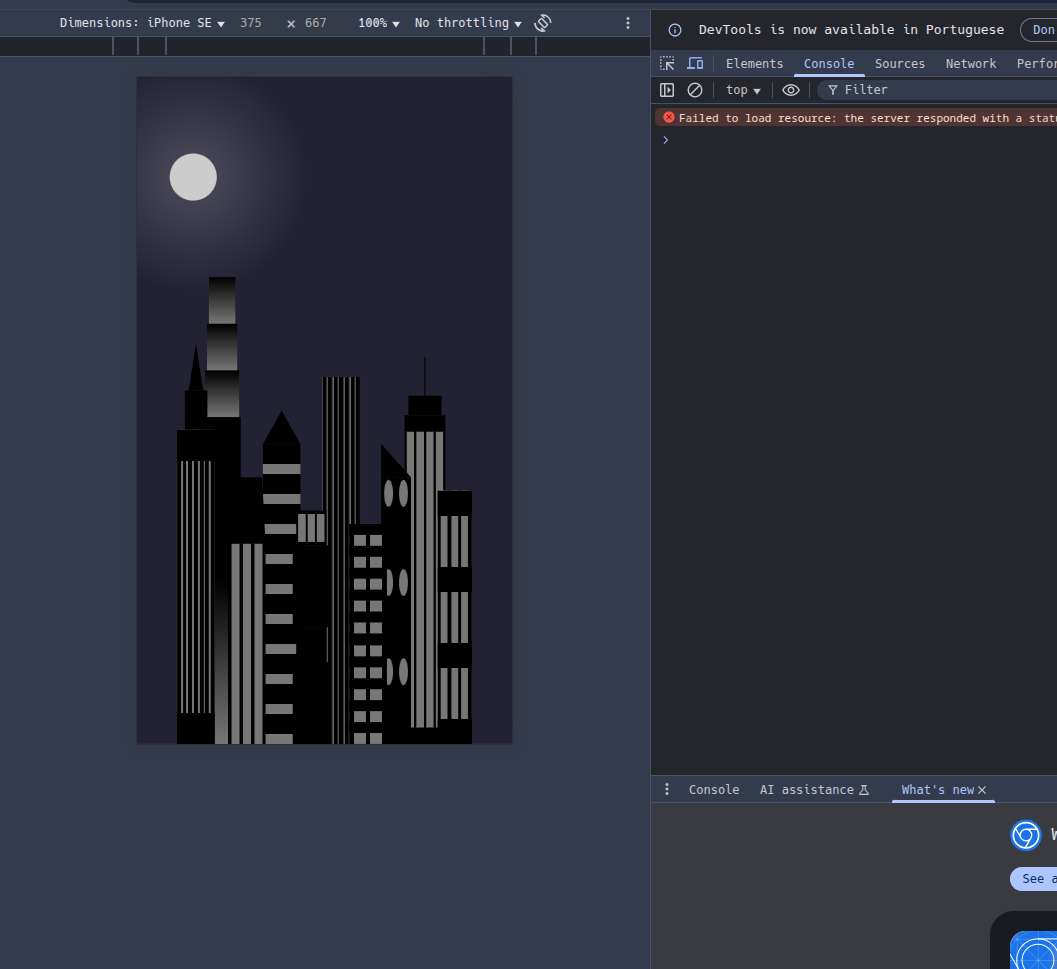 Dimensions: iPhone SE 375 × 667 100% No throttling
DevTools is now available in Portuguese Don
Elements Console Sources Network Perfor
top Filter
Failed to load resource: the server responded with a statu
Console AI assistance What's new
W
See a